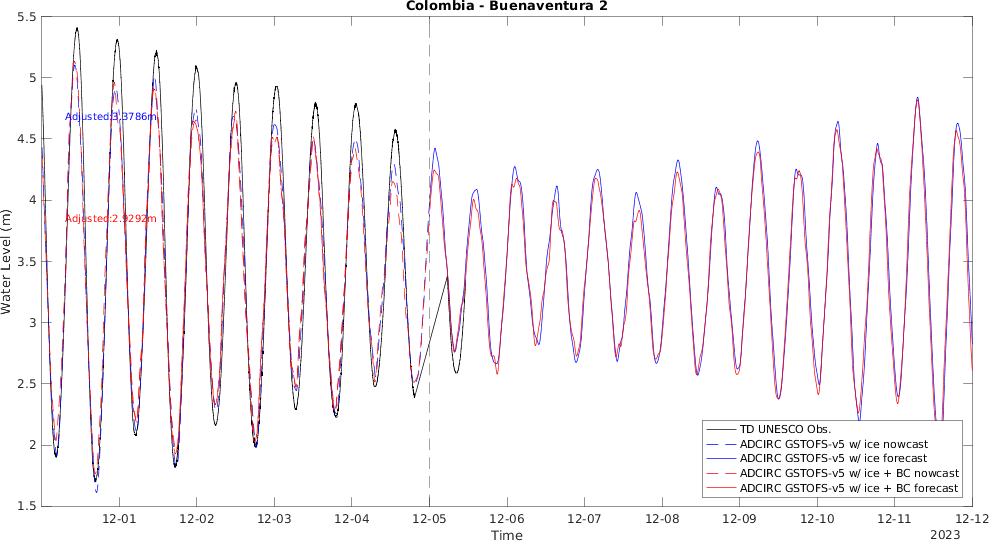 Colombia - Buenaventura 2
5.5
5
4.5
4
3.5
3
2.5
2
1.5
Water Level (m)
Adjusted:3.3786m
Adjusted:2.9292m
TD UNESCO Obs.
ADCIRC GSTOFS-v5 w/ ice nowcast
ADCIRC GSTOFS-v5 w/ ice forecast
ADCIRC GSTOFS-v5 w/ ice + BC nowcast
ADCIRC GSTOFS-v5 w/ ice + BC forecast
12-01 12-02 12-03 12-04 12-05 12-06 12-07 12-08 12-09 12-10 12-11 12-12
Time
2023